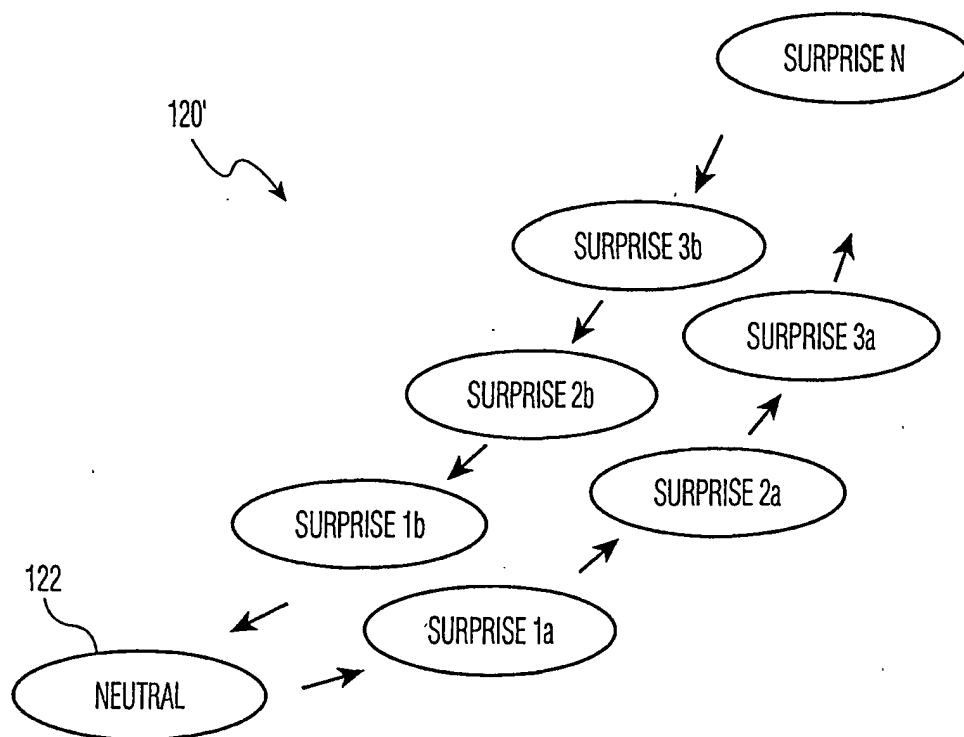 SURPRISE N
120'
SURPRISE 3b
SURPRISE 3a
SURPRISE 2b
SURPRISE 2a
SURPRISE 1b
122
SURPRISE 1a
NEUTRAL